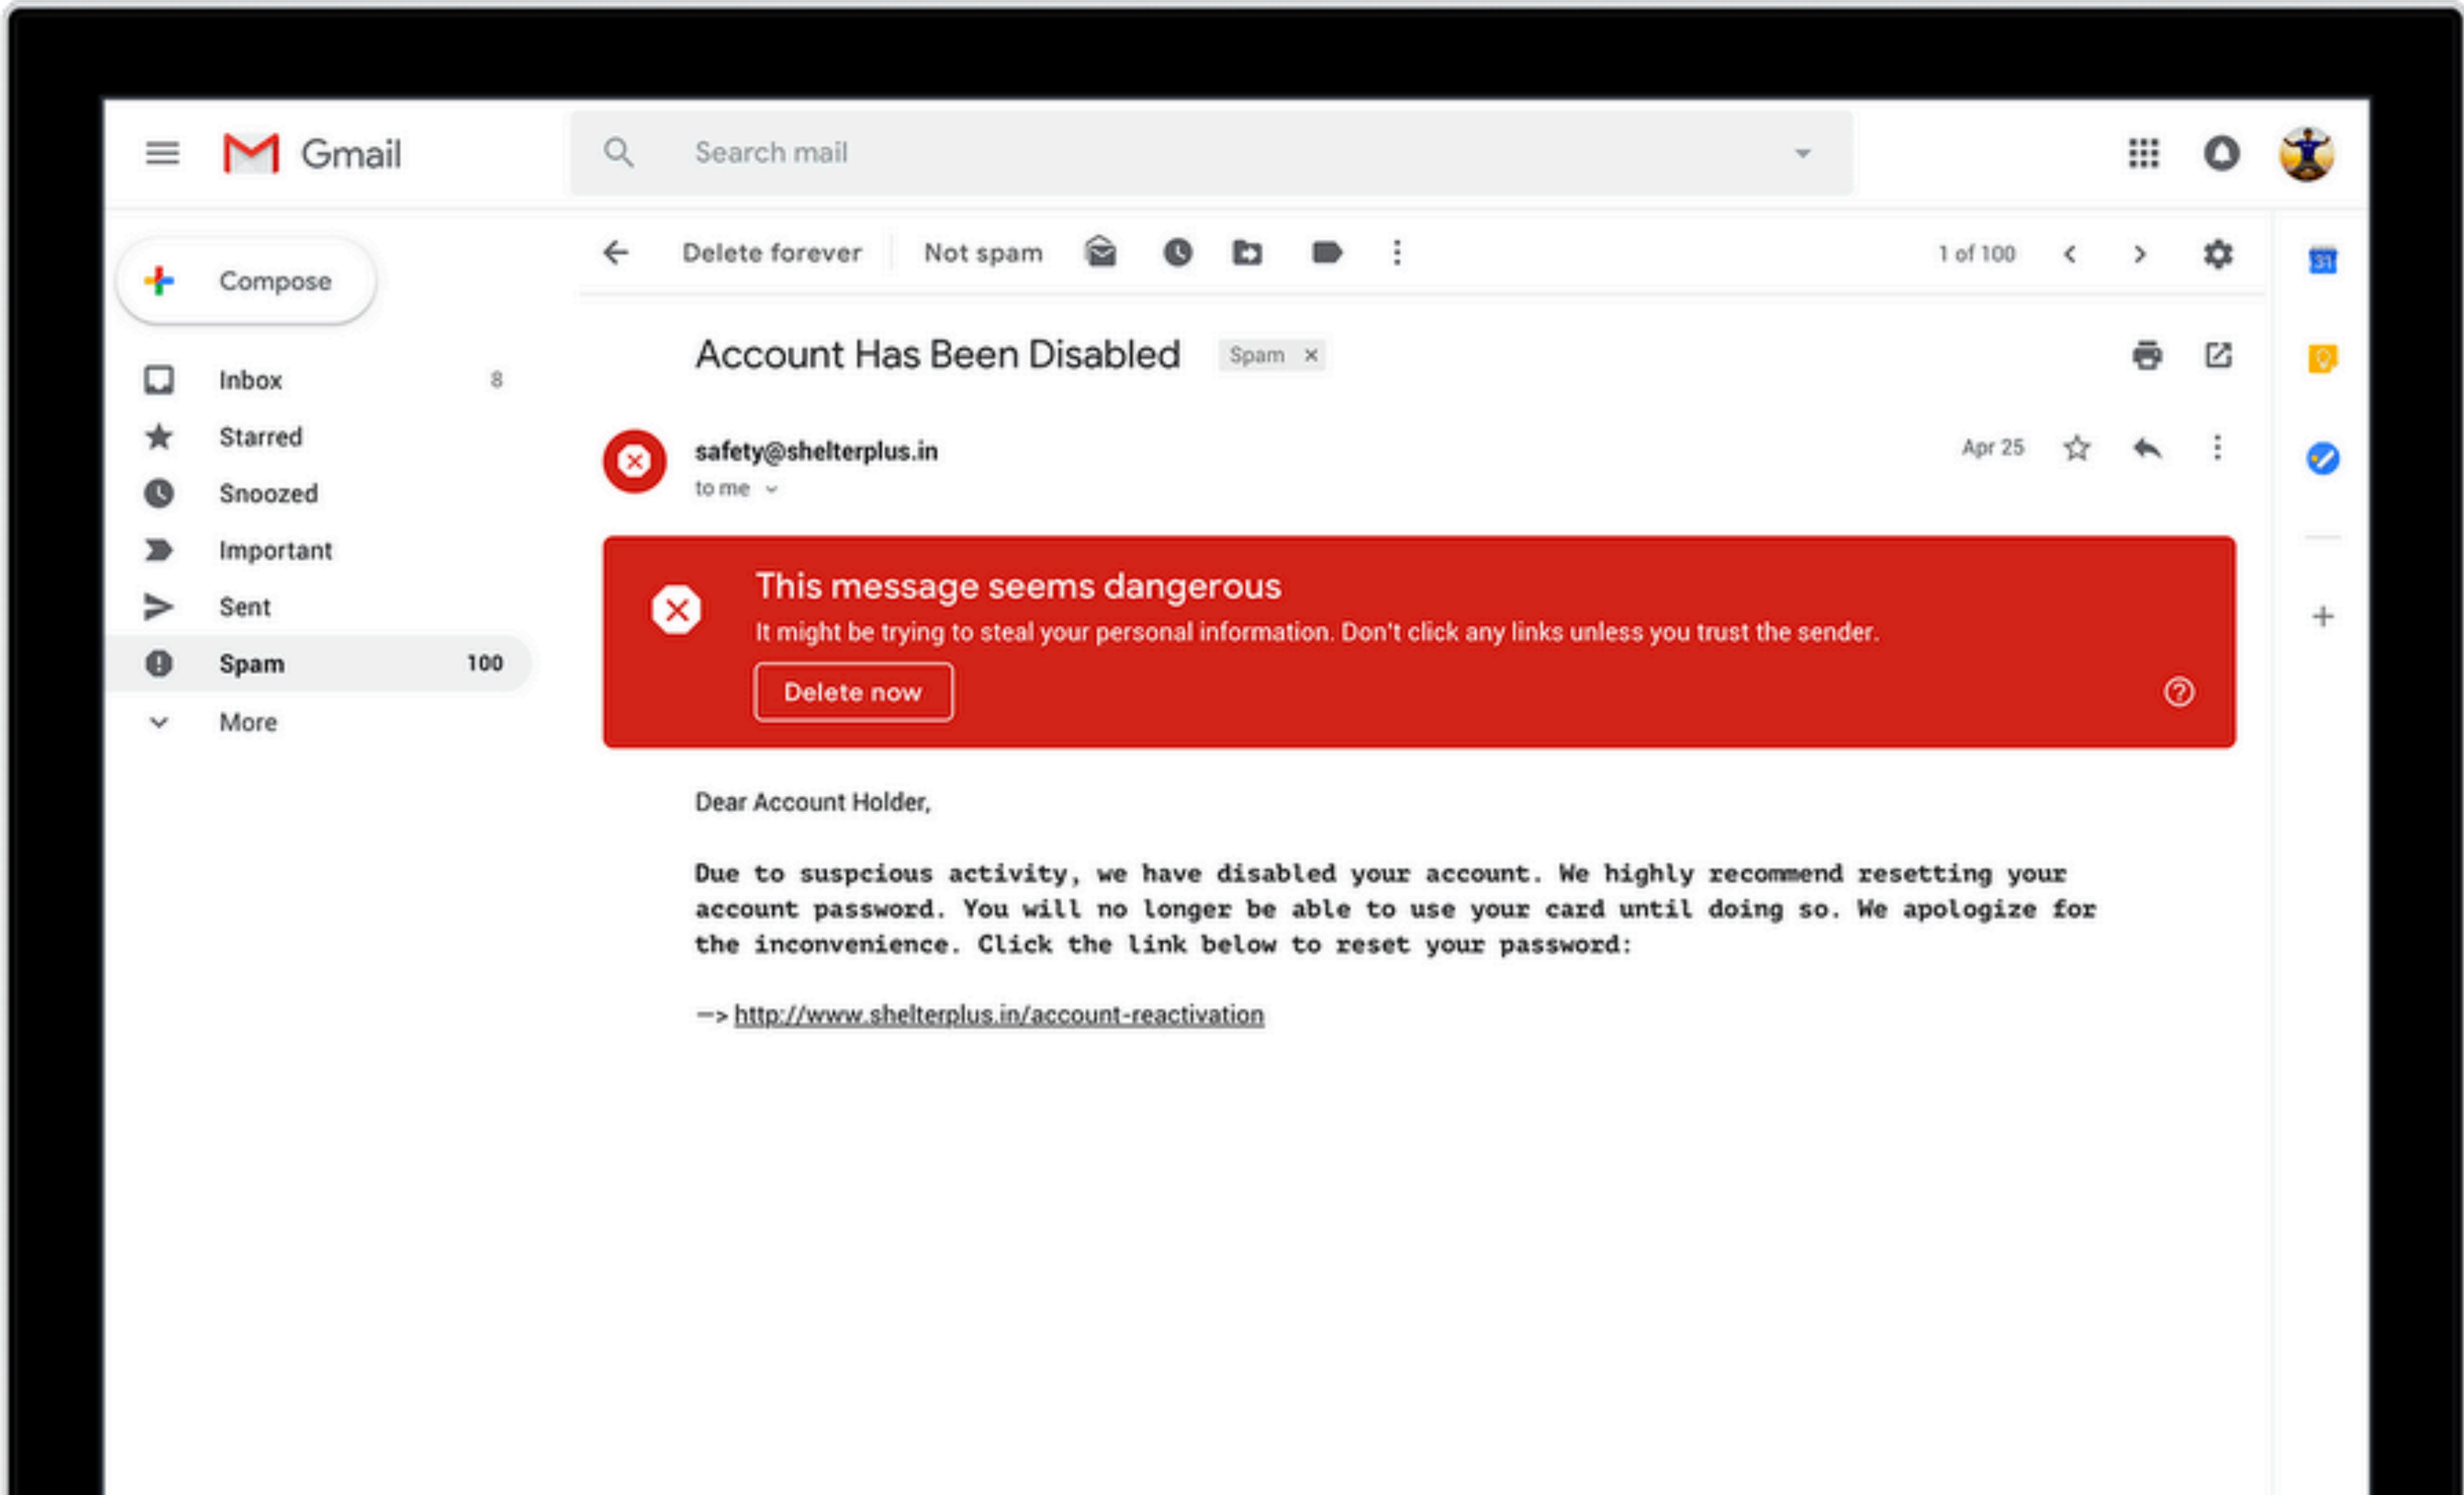 Gmail
Search mail
Compose
Delete forever
Not spam
1 of 100
31
Account Has Been Disabled
Spam
Inbox 8
Starred
Snoozed
Important
Sent
Spam 100
More
safety@shelterplus.in
Apr 25
to me
This message seems dangerous
It might be trying to steal your personal information. Don't click any links unless you trust the sender.
Delete now
Dear Account Holder,
Due to suspcious activity, we have disabled your account. We highly recommend resetting your
account password. You will no longer be able to use your card until doing so. We apologize for
the inconvenience. Click the link below to reset your password:
—> http://www.shelterplus.in/account-reactivation